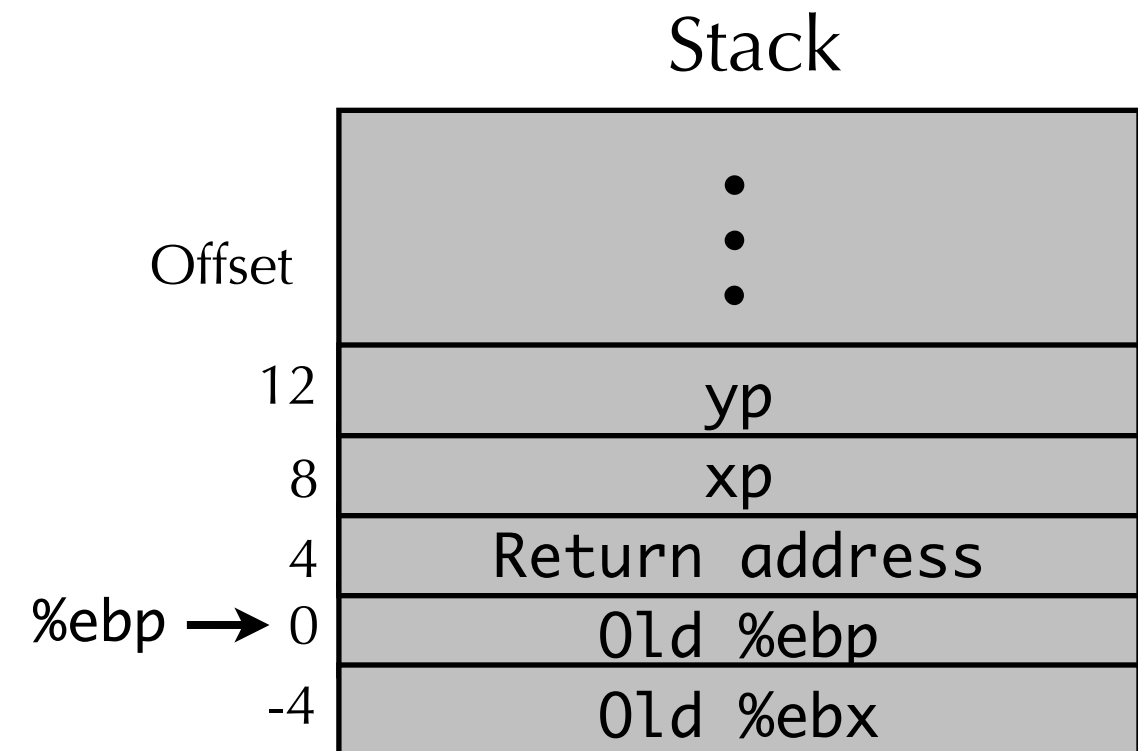 Stack
Offset
12 yp
8 xp
4 Return address
%ebp 0 Old %ebp
-4 Old %ebx